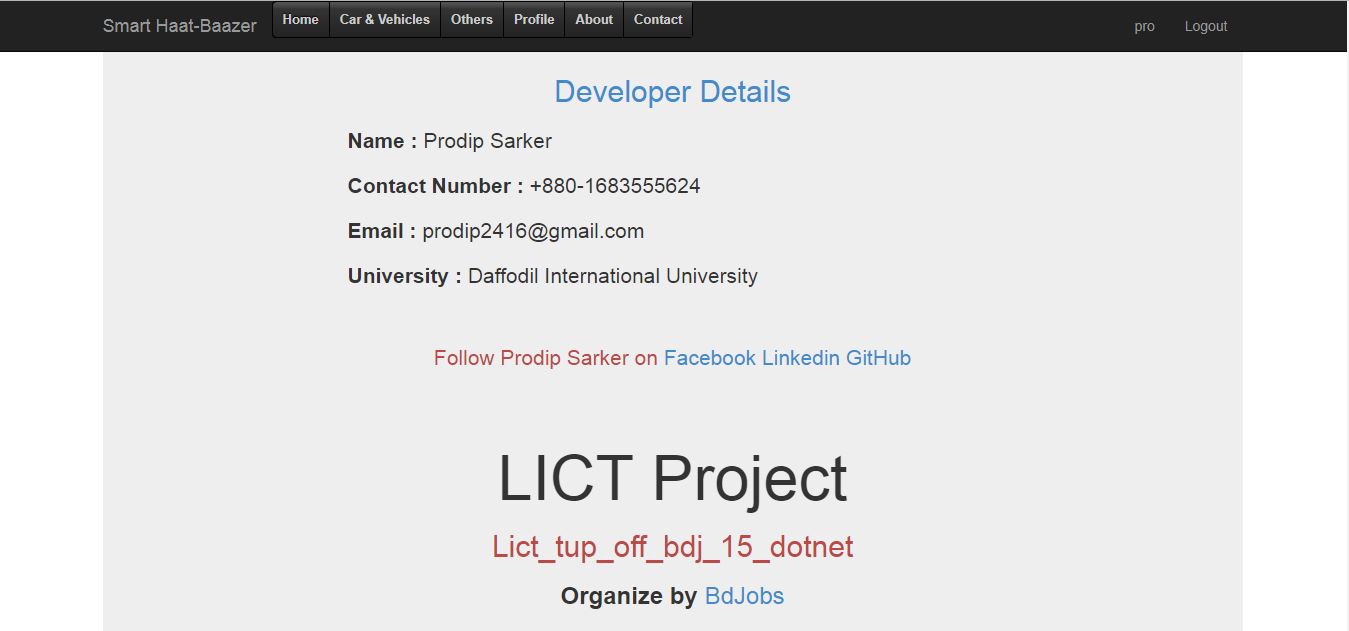 Smart Haat-Baazer Home Car & Vehicles Others Profile About Contact pro Logout
Developer Details
Name : Prodip Sarker
Contact Number : +880-1683555624
Email : prodip2416@gmail.com
University : Daffodil International University
Follow Prodip Sarker on Facebook Linkedin GitHub
LICT Project
Lict_tup_off_bdj_15_dotnet
Organize by BdJobs